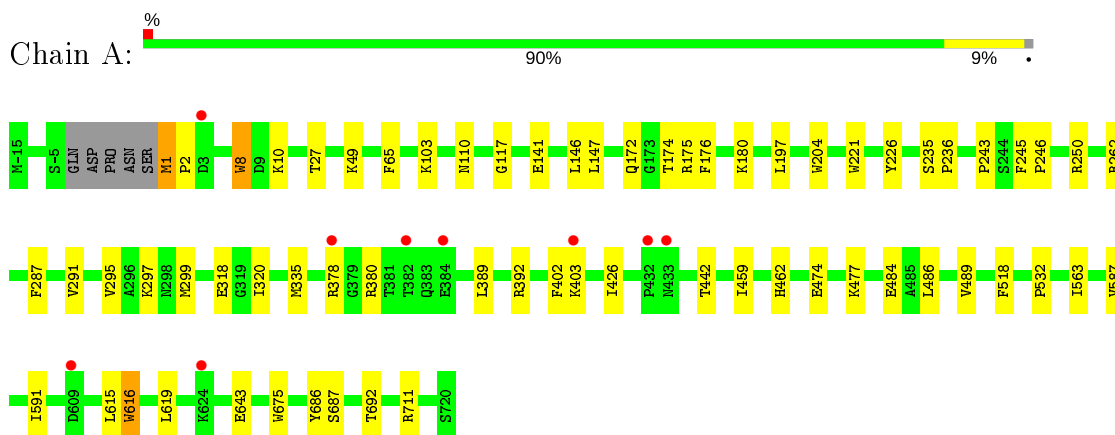 %
Chain A:
90%
9%
•
M-15
S-5
GLN
ASP
PRO
ASN
SER
M1
P2
D3
W8
D9
K10
T27
K49
F65
K103
N110
G117
E141
L146
L147
Q172
G173
T174
R175
F176
K180
L197
W204
W221
Y226
S235
P236
P243
S244
F245
P246
R250
F287
V291
V295
A296
K297
N298
M299
E318
G319
I320
M335
R378
G379
R380
T381
T382
Q383
E384
L389
R392
F402
K403
I426
P432
N433
T442
I459
H462
E474
K477
E484
A485
L486
V489
F518
P532
I563
I591
D609
L615
W616
L619
K624
E643
W675
Y686
S687
T692
R711
S720